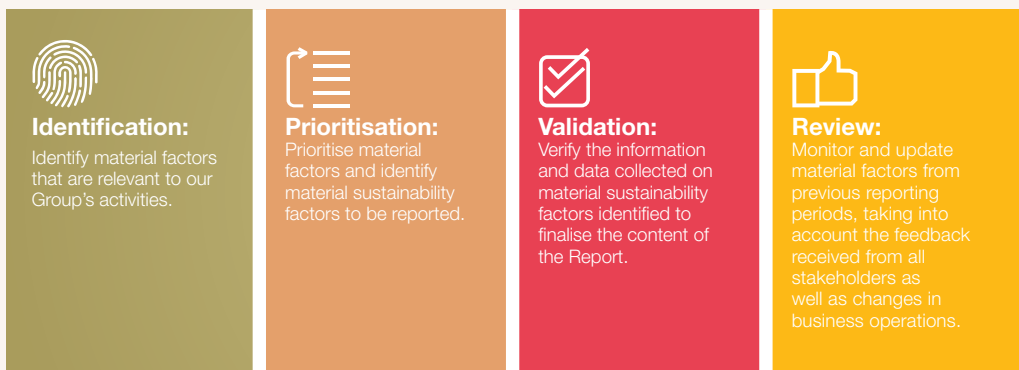 Identification:
Identify material factors
that are relevant to our
Group's activities.
Prioritisation:
Prioritise material
factors and identify
material sustainability
factors to be reported.
Validation:
Verify the information
and data collected on
material sustainability
factors identified to
finalise the content of
the Report.
Review:
Monitor and update
material factors from
previous reporting
periods, taking into
account the feedback
received from all
stakeholders as
well as changes in
business operations.